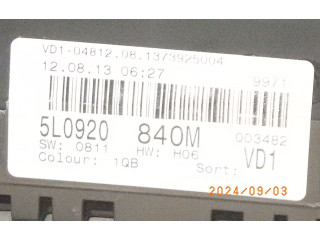 VD1-04812.08.1373925004
12.08.13 06:27
9971
5L0920 840M
003482
SW: 0811 HW: H06
Colour: 1QB Sort: VD1
2024/09/03